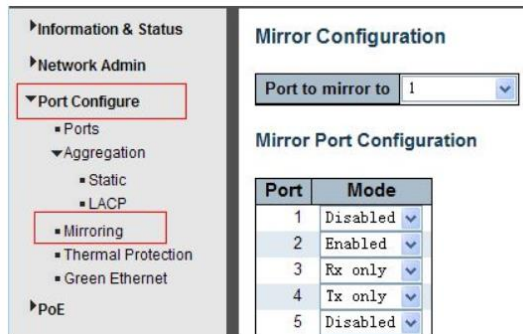 Information & Status
Network Admin
Port Configure
Ports
Aggregation
Static
LACP
Mirroring
Thermal Protection
Green Ethernet
PoE
Mirror Configuration
Port to mirror to 1
Mirror Port Configuration
Port Mode
1 Disabled
2 Enabled
3 Rx only
4 Tx only
5 Disabled